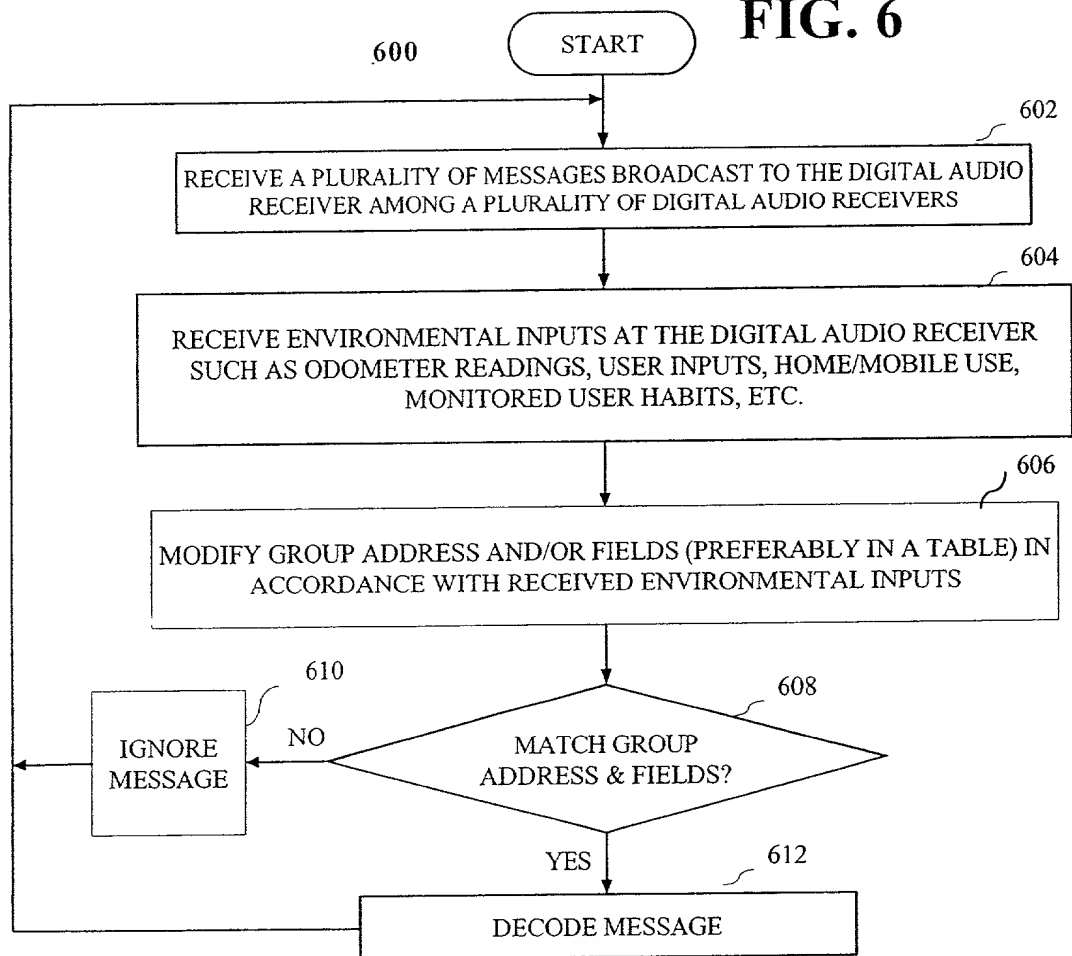 FIG. 6
600
START
602
RECEIVE A PLURALITY OF MESSAGES BROADCAST TO THE DIGITAL AUDIO
RECEIVER AMONG A PLURALITY OF DIGITAL AUDIO RECEIVERS
604
RECEIVE ENVIRONMENTAL INPUTS AT THE DIGITAL AUDIO RECEIVER
SUCH AS ODOMETER READINGS, USER INPUTS, HOME/MOBILE USE,
MONITORED USER HABITS, ETC.
606
MODIFY GROUP ADDRESS AND/OR FIELDS (PREFERABLY IN A TABLE) IN
ACCORDANCE WITH RECEIVED ENVIRONMENTAL INPUTS
610
608
IGNORE
MESSAGE
NO
MATCH GROUP
ADDRESS & FIELDS?
YES
612
DECODE MESSAGE